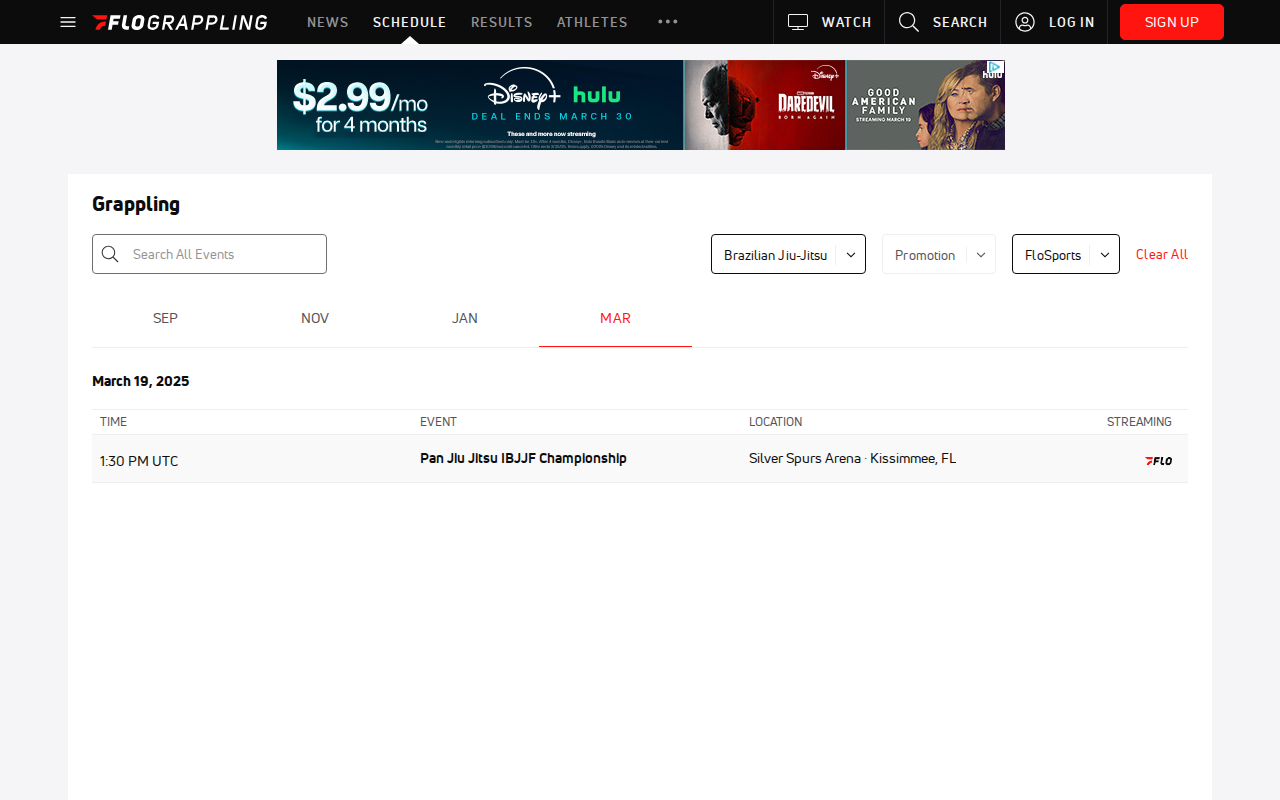 FLOGRAPPLING NEWS SCHEDULE RESULTS ATHLETES WATCH SEARCH LOG IN SIGN UP
$2.99/mo
for 4 months
Disney+ hulu
DEAL ENDS MARCH 30
These and more now streaming
Disney+
DAREDEVIL
BORN AGAIN
hulu
GOOD
AMERICAN
FAMILY
STREAMING MARCH 19
Grappling
Search All Events
Brazilian Jiu-Jitsu
Promotion
FloSports
Clear All
SEP NOV JAN MAR
March 19, 2025
TIME EVENT LOCATION STREAMING
1:30 PM UTC Pan Jiu Jitsu IBJJF Championship Silver Spurs Arena · Kissimmee, FL FLO